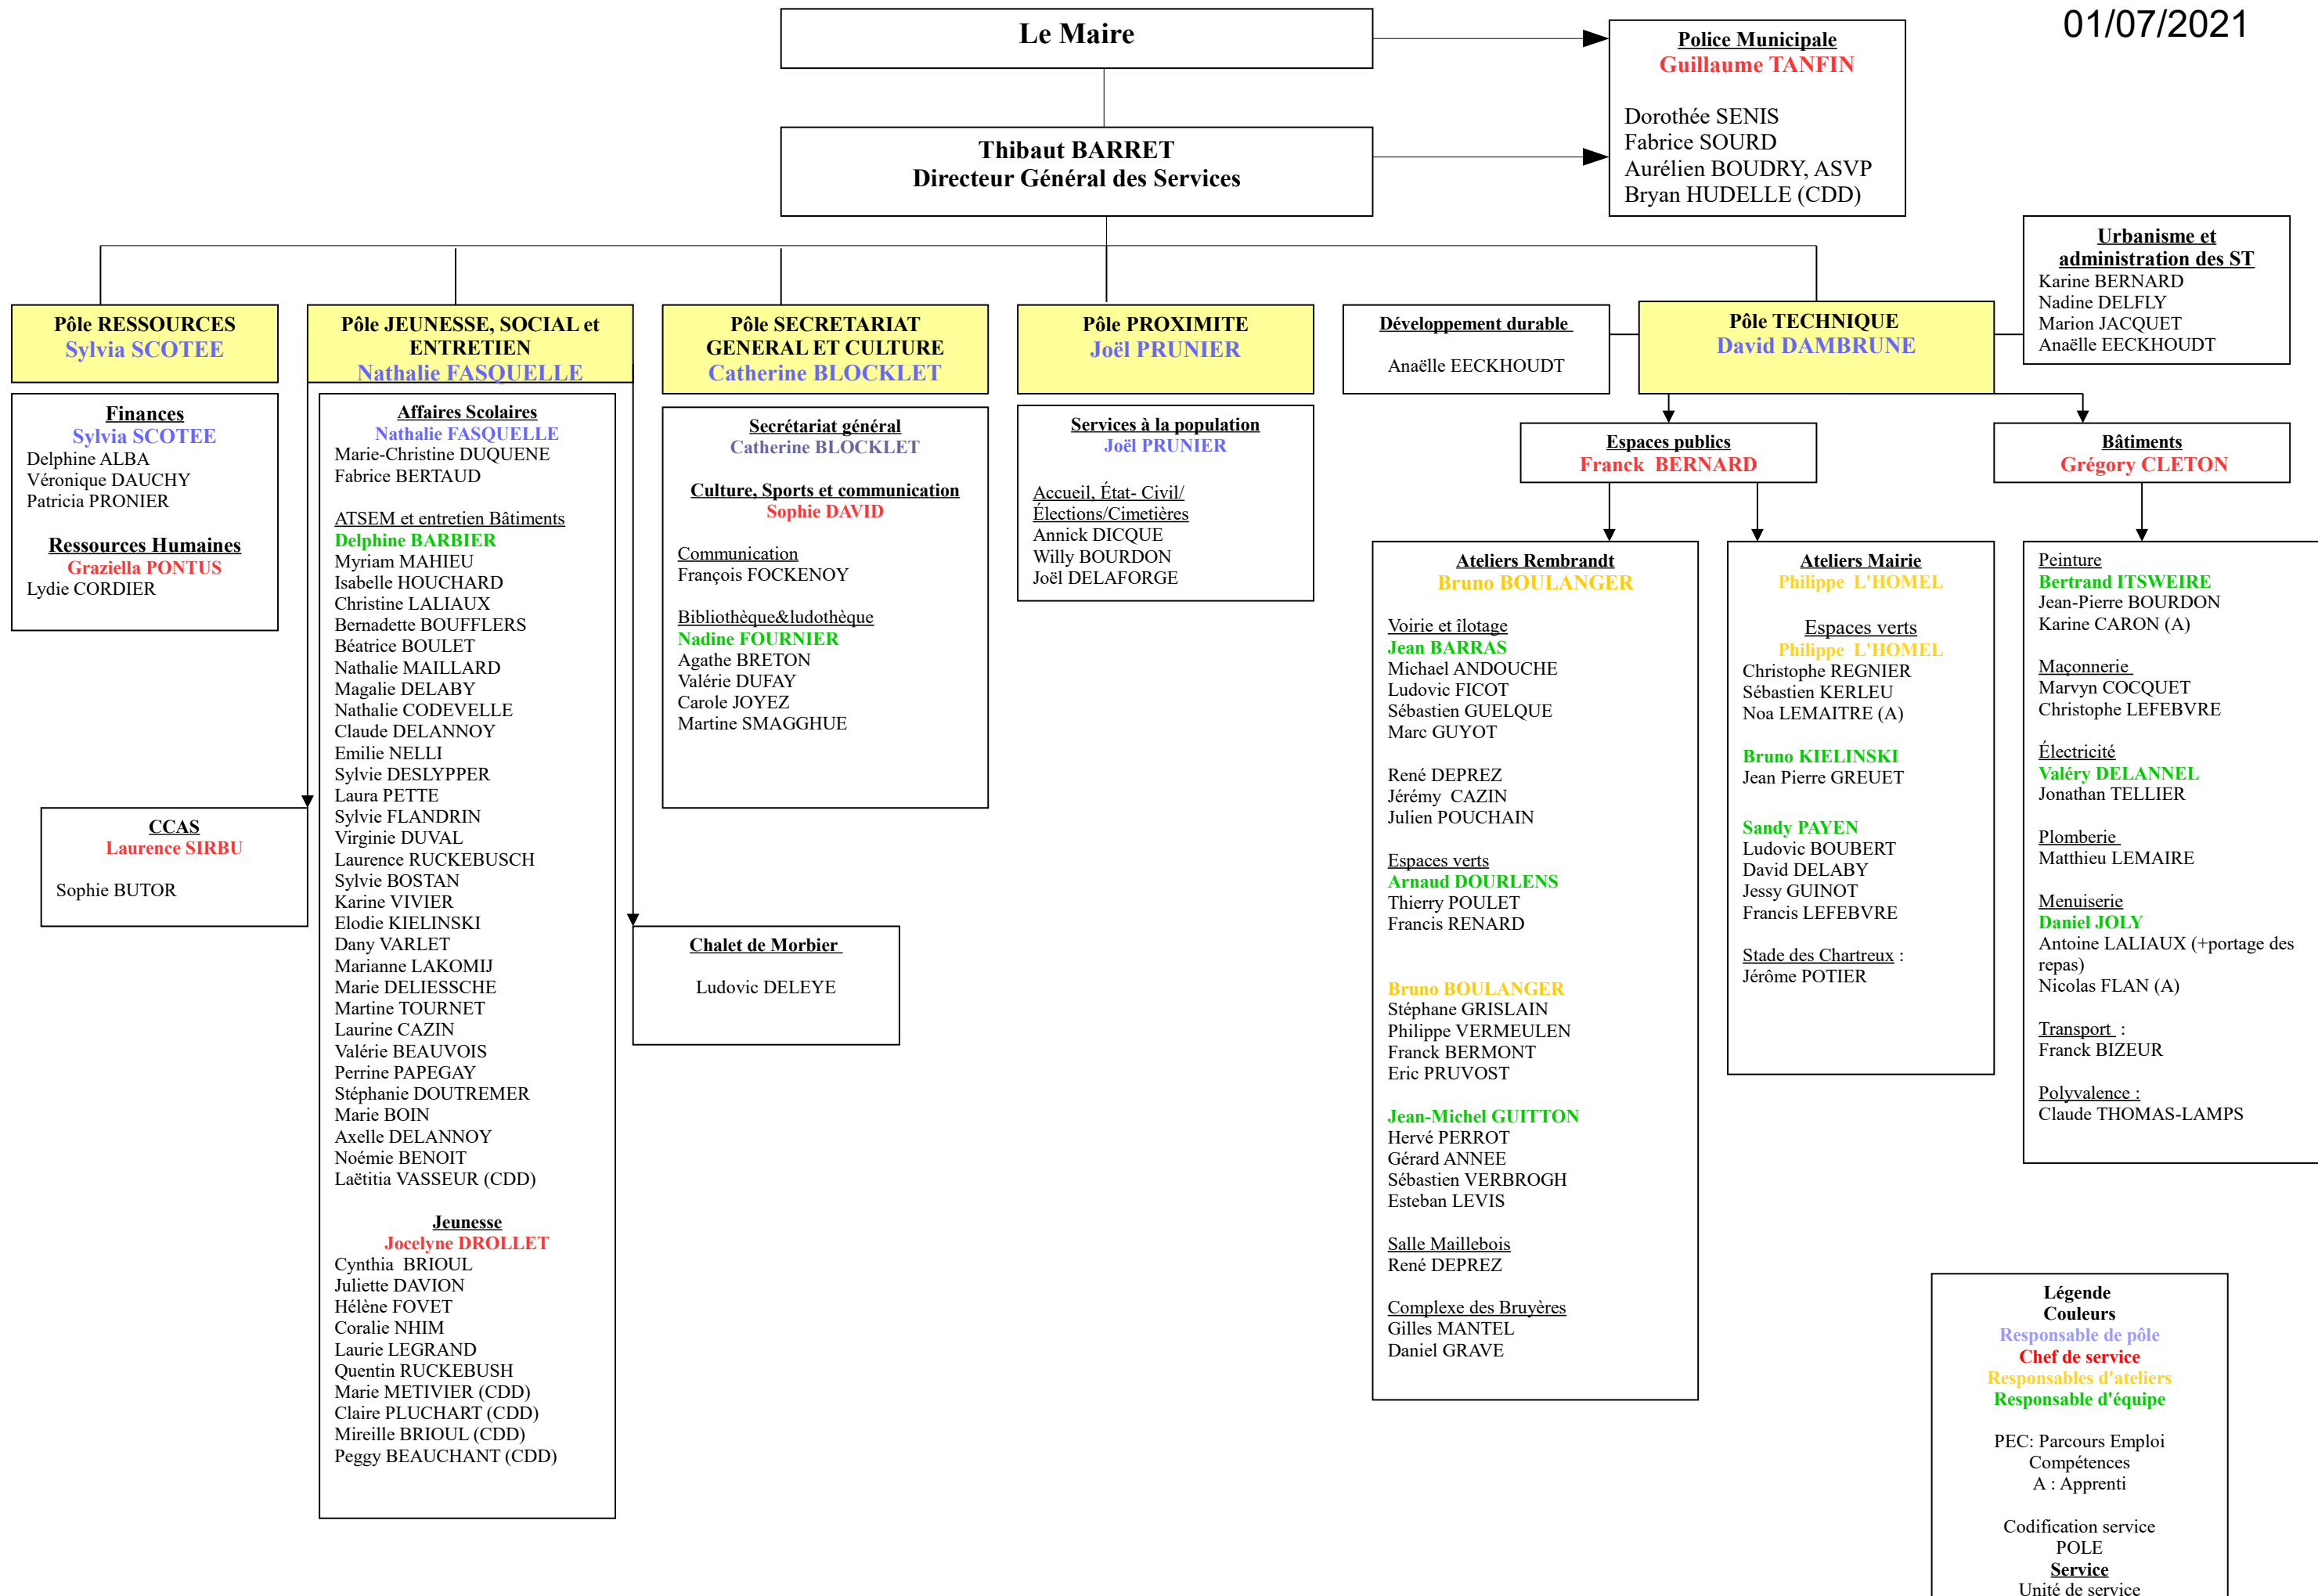 01/07/2021
Le Maire
Police Municipale
Guillaume TANFIN
Dorothée SENIS
Fabrice SOURD
Aurélien BOUDRY, ASVP
Bryan HUDELLE (CDD)
Thibaut BARRET
Directeur Général des Services
Pôle RESSOURCES
Sylvia SCOTEE
Finances
Sylvia SCOTEE
Delphine ALBA
Véronique DAUCHY
Patricia PRONIER
Ressources Humaines
Graziella PONTUS
Lydie CORDIER
Pôle JEUNESSE, SOCIAL et
ENTRETIEN
Nathalie FASQUELLE
CCAS
Laurence SIRBU
Sophie BUTOR
Affaires Scolaires
Nathalie FASQUELLE
Marie-Christine DUQUENE
Fabrice BERTAUD
ATSEM et entretien Bâtiments
Delphine BARBIER
Myriam MAHIEU
Isabelle HOUCHARD
Christine LALIAUX
Bernadette BOUFFLERS
Béatrice BOULET
Nathalie MAILLARD
Magalie DELABY
Nathalie CODEVELLE
Claude DELANNOY
Emilie NELLI
Sylvie DESLYPPER
Laura PETTE
Sylvie FLANDRIN
Virginie DUVAL
Laurence RUCKEBUSCH
Sylvie BOSTAN
Karine VIVIER
Elodie KIELINSKI
Dany VARLET
Marianne LAKOMIJ
Marie DELIESSCHE
Martine TOURNET
Laurine CAZIN
Valérie BEAUVOIS
Perrine PAPEGAY
Stéphanie DOUTREMER
Marie BOIN
Axelle DELANNOY
Noémie BENOIT
Laëtitia VASSEUR (CDD)
Jeunesse
Jocelyne DROLLET
Cynthia BRIOUL
Juliette DAVION
Hélène FOVET
Coralie NHIM
Laurie LEGRAND
Quentin RUCKEBUSH
Marie METIVIER (CDD)
Claire PLUCHART (CDD)
Mireille BRIOUL (CDD)
Peggy BEAUCHANT (CDD)
Chalet de Morbier
Ludovic DELEYE
Pôle SECRETARIAT
GENERAL ET CULTURE
Catherine BLOCKLET
Secrétariat général
Catherine BLOCKLET
Culture, Sports et communication
Sophie DAVID
Communication
François FOCKENOY
Bibliothèque&ludothèque
Nadine FOURNIER
Agathe BRETON
Valérie DUFAY
Carole JOYEZ
Martine SMAGGHUE
Pôle PROXIMITE
Joël PRUNIER
Services à la population
Joël PRUNIER
Accueil, État- Civil/
Élections/Cimetières
Annick DICQUE
Willy BOURDON
Joël DELAFORGE
Développement durable
Anaëlle EECKHOUDT
Pôle TECHNIQUE
David DAMBRUNE
Urbanisme et
administration des ST
Karine BERNARD
Nadine DELFLY
Marion JACQUET
Anaëlle EECKHOUDT
Espaces publics
Franck BERNARD
Ateliers Rembrandt
Bruno BOULANGER
Voirie et îlotage
Jean BARRAS
Michael ANDOUCHE
Ludovic FICOT
Sébastien GUELQUE
Marc GUYOT
René DEPREZ
Jérémy CAZIN
Julien POUCHAIN
Espaces verts
Arnaud DOURLENS
Thierry POULET
Francis RENARD
Bruno BOULANGER
Stéphane GRISLAIN
Philippe VERMEULEN
Franck BERMONT
Eric PRUVOST
Jean-Michel GUITTON
Hervé PERROT
Gérard ANNEE
Sébastien VERBROGH
Esteban LEVIS
Salle Maillebois
René DEPREZ
Complexe des Bruyères
Gilles MANTEL
Daniel GRAVE
Ateliers Mairie
Philippe L'HOMEL
Espaces verts
Philippe L'HOMEL
Christophe REGNIER
Sébastien KERLEU
Noa LEMAITRE (A)
Bruno KIELINSKI
Jean Pierre GREUET
Sandy PAYEN
Ludovic BOUBERT
David DELABY
Jessy GUINOT
Francis LEFEBVRE
Stade des Chartreux :
Jérôme POTIER
Bâtiments
Grégory CLETON
Peinture
Bertrand ITSWEIRE
Jean-Pierre BOURDON
Karine CARON (A)
Maçonnerie
Marvyn COCQUET
Christophe LEFEBVRE
Électricité
Valéry DELANNEL
Jonathan TELLIER
Plomberie
Matthieu LEMAIRE
Menuiserie
Daniel JOLY
Antoine LALIAUX (+portage des
repas)
Nicolas FLAN (A)
Transport :
Franck BIZEUR
Polyvalence :
Claude THOMAS-LAMPS
Légende
Couleurs
Responsable de pôle
Chef de service
Responsables d'ateliers
Responsable d'équipe
PEC: Parcours Emploi
Compétences
A : Apprenti
Codification service
POLE
Service
Unité de service